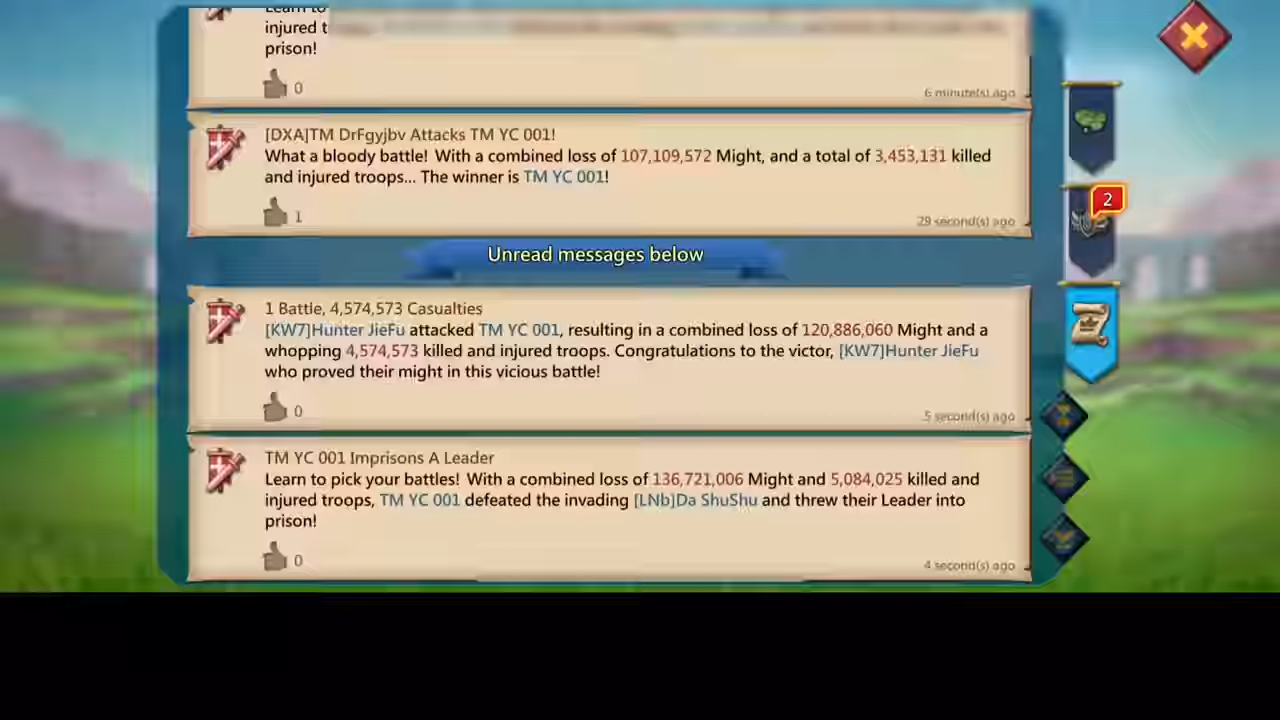 injured t
prison!
0
6 minute(s) ago
[DXA]TM DrFgyjbv Attacks TM YC 001!
What a bloody battle! With a combined loss of 107,109,572 Might, and a total of 3,453,131 killed
and injured troops... The winner is TM YC 001!
1
29 second(s) ago
2
Unread messages below
1 Battle, 4,574,573 Casualties
[KW7]Hunter JieFu attacked TM YC 001, resulting in a combined loss of 120,886,060 Might and a
whopping 4,574,573 killed and injured troops. Congratulations to the victor, [KW7]Hunter JieFu
who proved their might in this vicious battle!
0
5 second(s) ago
TM YC 001 Imprisons A Leader
Learn to pick your battles! With a combined loss of 136,721,006 Might and 5,084,025 killed and
injured troops, TM YC 001 defeated the invading [LNb]Da ShuShu and threw their Leader into
prison!
0
4 second(s) ago